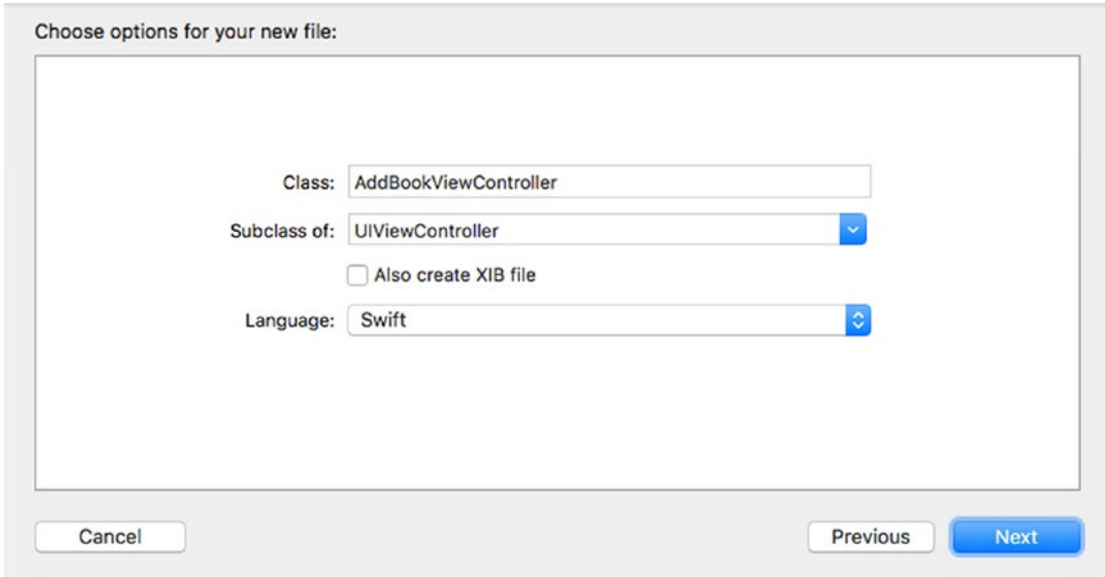 Choose options for your new file:
Class: AddBookViewController
Subclass of: UIViewController
Also create XIB file
Language: Swift
Cancel Previous Next